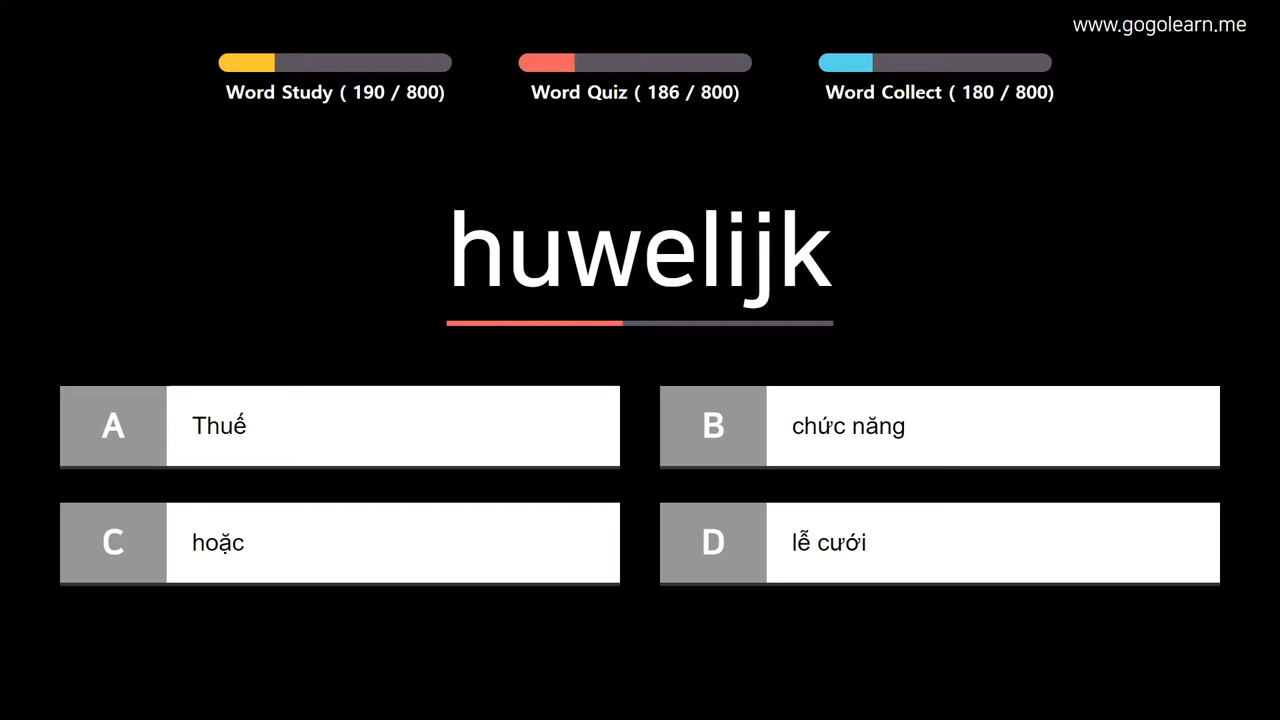 www.gogolearn.me
Word Study ( 190 / 800)
Word Quiz ( 186 / 800)
Word Collect ( 180 / 800)
huwelijk
A Thuế
B chức năng
C hoặc
D lễ cưới